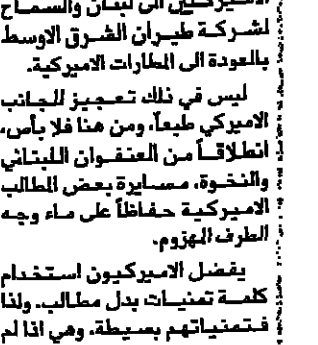 الاميركيين الى لبنان والسماح
لشركة طيران الشرق الاوسط
بالعودة الى المطارات الاميركية.
ليس في ذلك تعجيز للجانب
الاميركي طبعاً. ومن هنا فلا بأس،
انطلاقاً من العنفوان اللبناني
والنخوة، مسايرة بعض المطالب
الاميركية حفاظاً على ماء وجه
الطرف المهزوم.
يفضل الاميركيون استخدام
كلمة تمنيات بدل مطالب. ولذا
فتمنياتهم بسيطة. وهي اذا لم